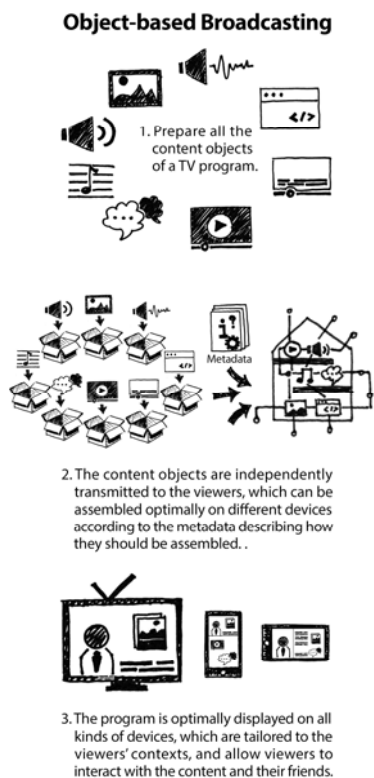 Object-based Broadcasting
</>
1. Prepare all the
content objects
of a TV program.
Metadata
</>
</>
2. The content objects are independently
transmitted to the viewers, which can be
assembled optimally on different devices
according to the metadata describing how
they should be assembled. .
3. The program is optimally displayed on all
kinds of devices, which are tailored to the
viewers' contexts, and allow viewers to
interact with the content and their friends.